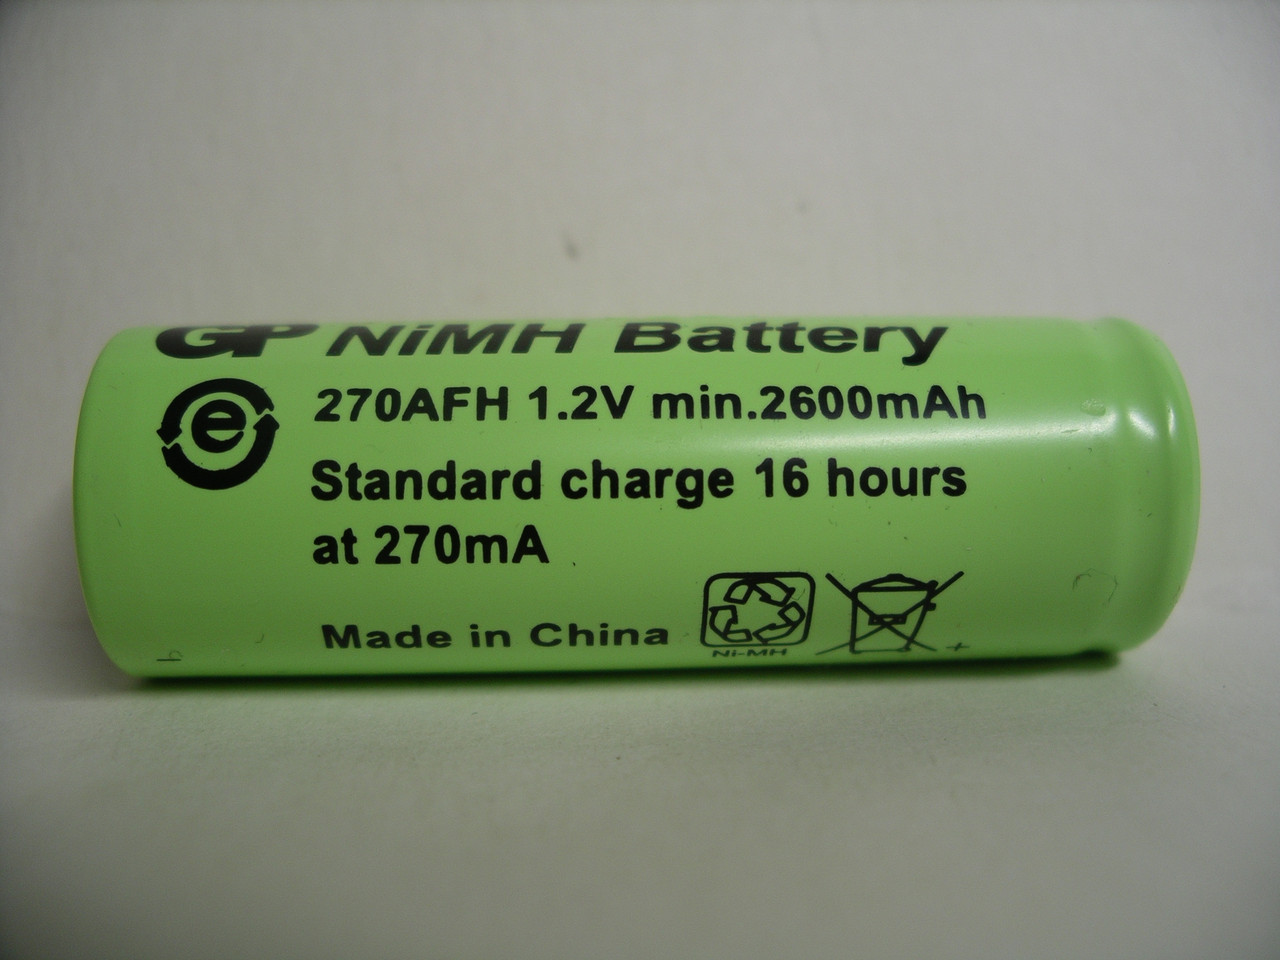 GP NiMH Battery
e
270AFH 1.2V min.2600mAh
Standard charge 16 hours
at 270mA
Made in China
Ni-MH
+